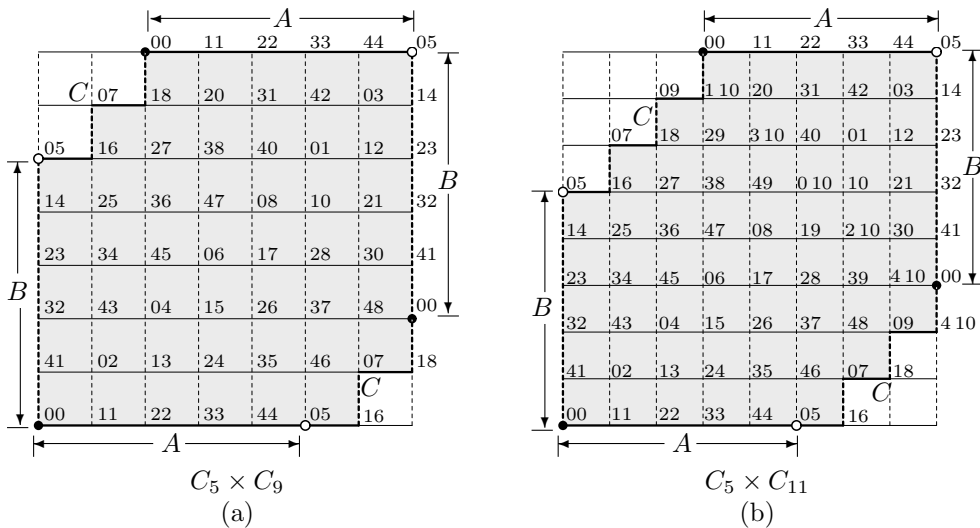 A A
(a) 00 11 22 33 44 05
C 07 18 20 31 42 03 14
05 16 27 38 40 01 12 23
B
14 25 36 47 08 10 21 32
23 34 45 06 17 28 30 41
B
32 43 04 15 26 37 48 00
41 02 13 24 35 46 07 18
C
00 11 22 33 44 05 16
A
C₅ × C₉
(a)
00 11 22 33 44 05
09 1 10 20 31 42 03 14
C
07 18 29 3 10 40 01 12 23
B
05 16 27 38 49 0 10 10 21 32
14 25 36 47 08 19 2 10 30 41
23 34 45 06 17 28 39 4 10 00
B
32 43 04 15 26 37 48 09 4 10
41 02 13 24 35 46 07 18
C
00 11 22 33 44 05 16
A
C₅ × C₁₁
(b)